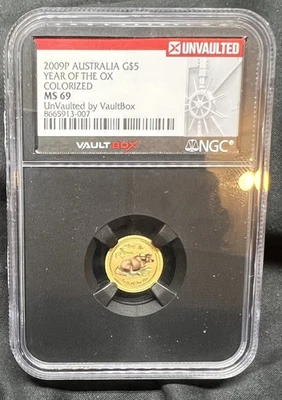 2009P AUSTRALIA G$5
YEAR OF THE OX
COLORIZED
MS 69
UnVaulted by VaultBox
8665913-007
UNVAULTED
VAULTBOX
NGC